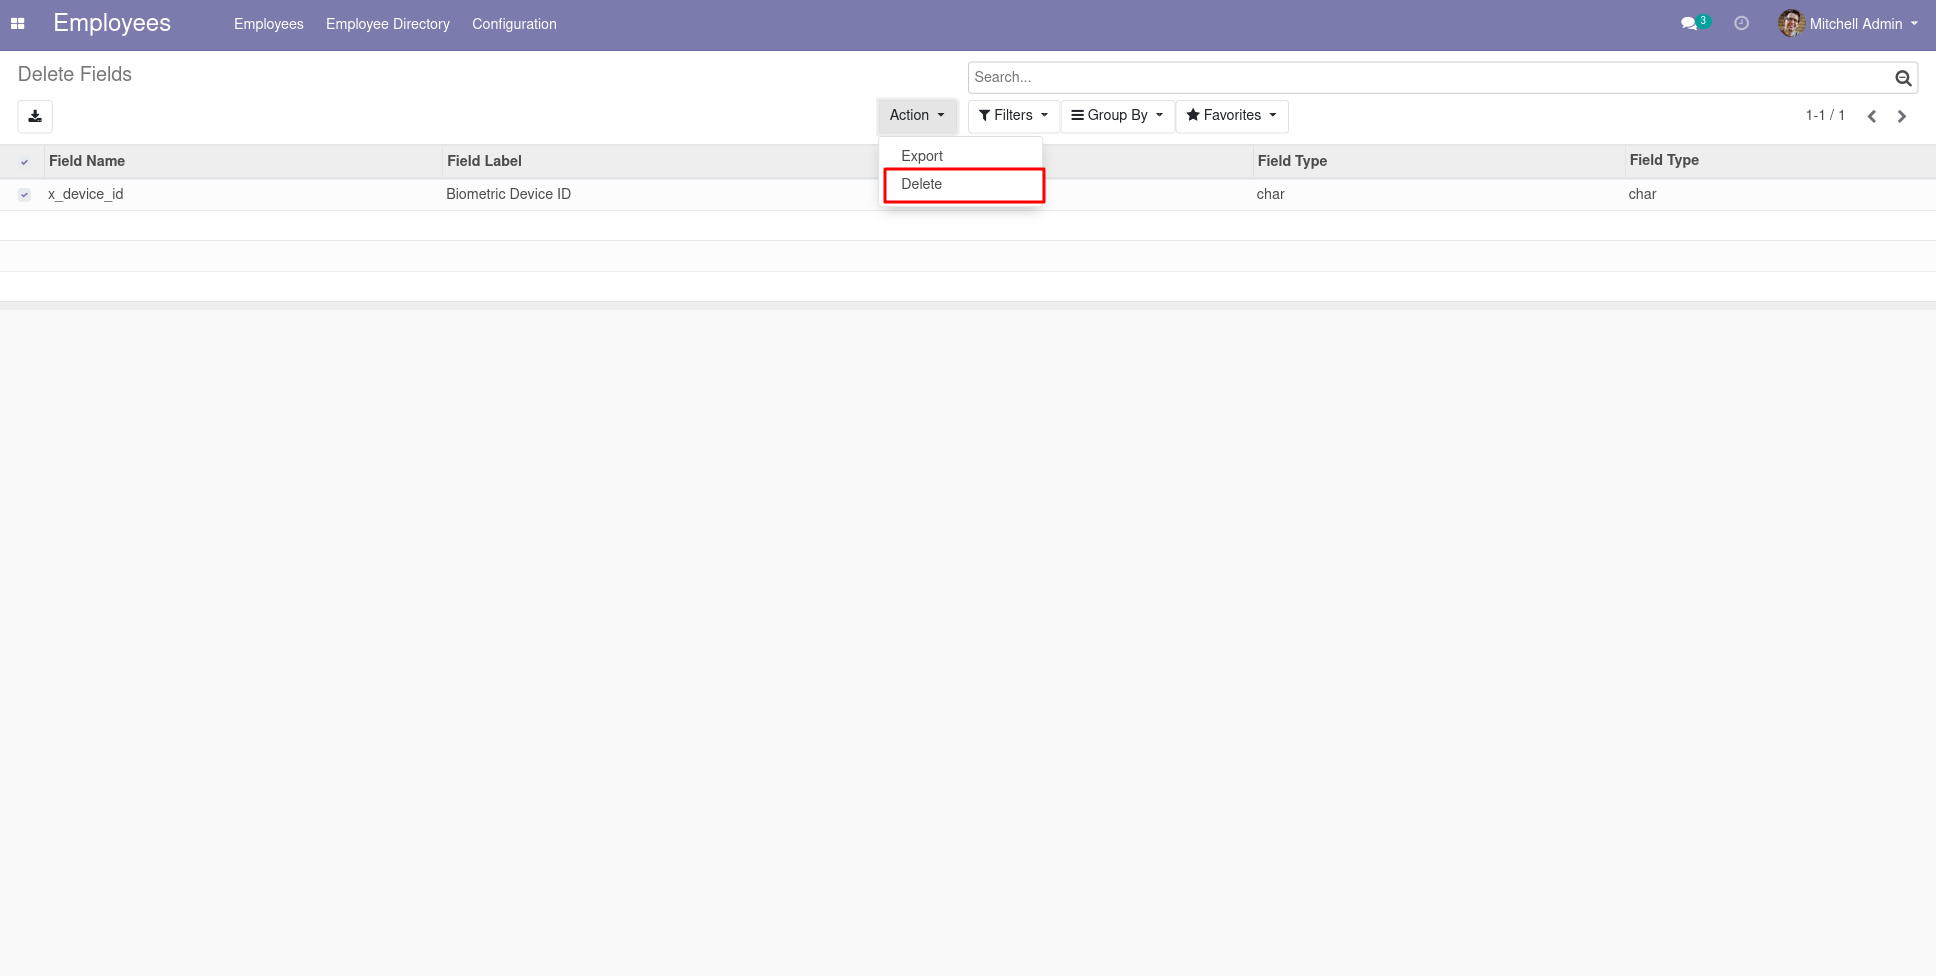 Employees Employees Employee Directory Configuration 3 Mitchell Admin
Delete Fields
Search...
Action Filters Group By Favorites 1-1 / 1
Export
Delete
Field Name Field Label Field Type Field Type
x_device_id Biometric Device ID char char